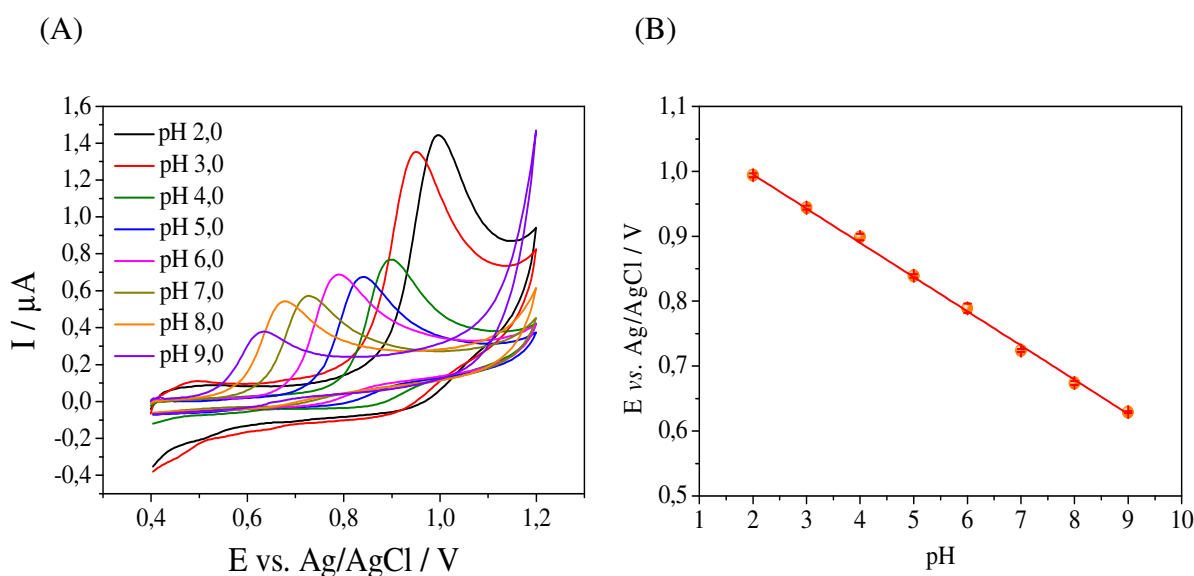 (A)
(B)
1,6
1,4
1,2
1,0
0,8
0,6
0,4
0,2
0,0
-0,2
-0,4
I / µA
pH 2,0
pH 3,0
pH 4,0
pH 5,0
pH 6,0
pH 7,0
pH 8,0
pH 9,0
0,4 0,6 0,8 1,0 1,2
E vs. Ag/AgCl / V
1,1
1,0
0,9
0,8
0,7
0,6
0,5
E vs. Ag/AgCl / V
1 2 3 4 5 6 7 8 9 10
pH